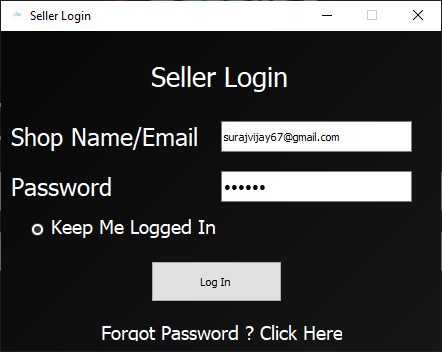 Seller Login
Seller Login
Shop Name/Email surajvijay67@gmail.com
Password ••••••
Keep Me Logged In
Log In
Forgot Password ? Click Here